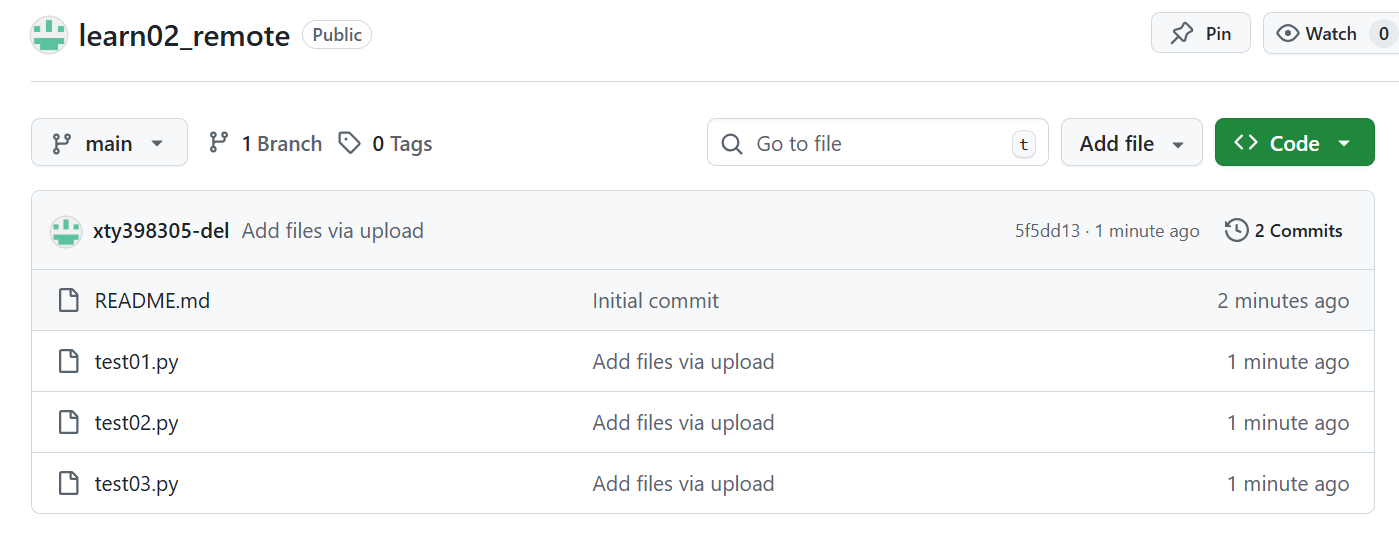 learn02_remote Public Pin Watch 0
main 1 Branch 0 Tags Go to file t Add file Code
xty398305-del Add files via upload 5f5dd13 · 1 minute ago 2 Commits
README.md Initial commit 2 minutes ago
test01.py Add files via upload 1 minute ago
test02.py Add files via upload 1 minute ago
test03.py Add files via upload 1 minute ago